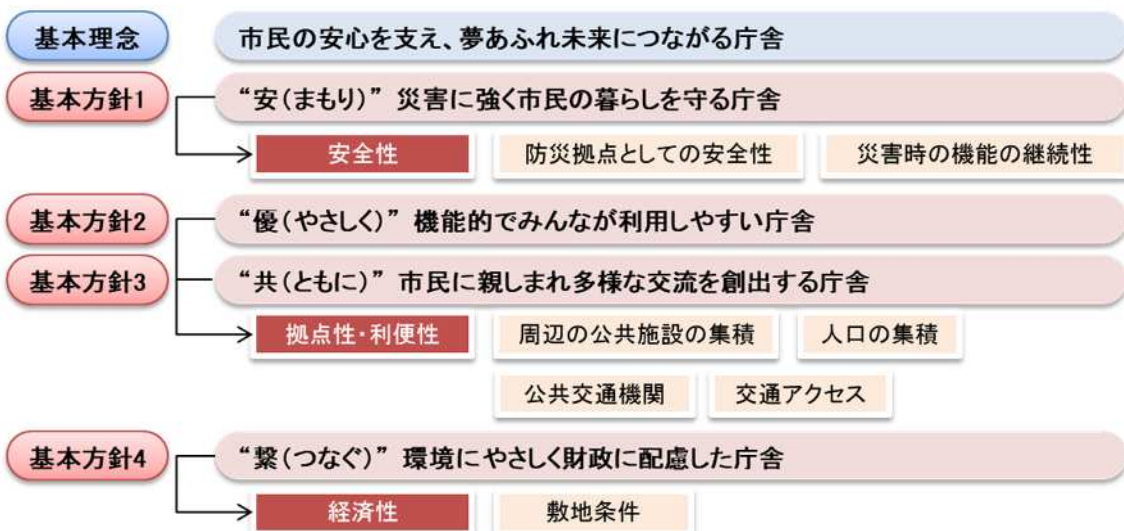 基本理念 市民の安心を支え、夢あふれ未来につながる庁舎
基本方針1 “安(まもり)” 災害に強く市民の暮らしを守る庁舎
安全性 防災拠点としての安全性 災害時の機能の継続性
基本方針2 “優(やさしく)” 機能的でみんなが利用しやすい庁舎
基本方針3 “共(ともに)” 市民に親しまれ多様な交流を創出する庁舎
拠点性・利便性 周辺の公共施設の集積 人口の集積
公共交通機関 交通アクセス
基本方針4 “繋(つなぐ)” 環境にやさしく財政に配慮した庁舎
経済性 敷地条件